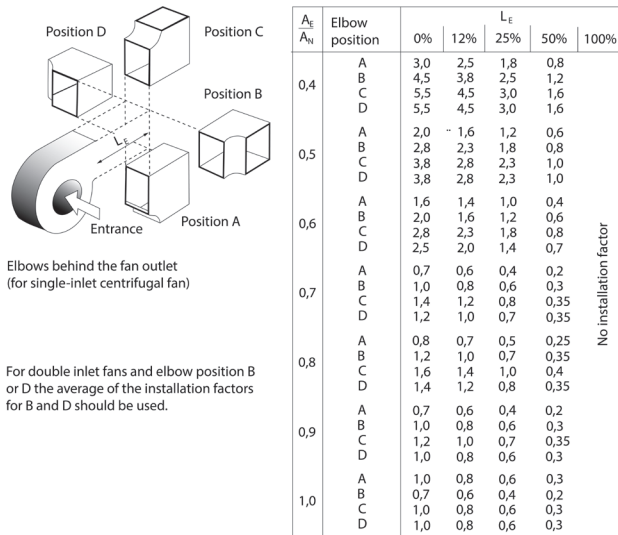 Position D
Position C
Position B
L_E
Position A
Entrance
Elbows behind the fan outlet
(for single-inlet centrifugal fan)
For double inlet fans and elbow position B
or D the average of the installation factors
for B and D should be used.
A_E/A_N Elbow position L_E
0% 12% 25% 50% 100%
0,4
A 3,0 2,5 1,8 0,8
B 4,5 3,8 2,5 1,2
C 5,5 4,5 3,0 1,6
D 5,5 4,5 3,0 1,6
0,5
A 2,0 1,6 1,2 0,6
B 2,8 2,3 1,8 0,8
C 3,8 2,8 2,3 1,0
D 3,8 2,8 2,3 1,0
0,6
A 1,6 1,4 1,0 0,4
B 2,0 1,6 1,2 0,6
C 2,8 2,3 1,8 0,8
D 2,5 2,0 1,4 0,7
0,7
A 0,7 0,6 0,4 0,2
B 1,0 0,8 0,6 0,3
C 1,4 1,2 0,8 0,35
D 1,2 1,0 0,7 0,35
0,8
A 0,8 0,7 0,5 0,25
B 1,2 1,0 0,7 0,35
C 1,6 1,4 1,0 0,4
D 1,4 1,2 0,8 0,35
0,9
A 0,7 0,6 0,4 0,2
B 1,0 0,8 0,6 0,3
C 1,2 1,0 0,7 0,35
D 1,0 0,8 0,6 0,3
1,0
A 1,0 0,8 0,6 0,3
B 0,7 0,6 0,4 0,2
C 1,0 0,8 0,6 0,3
D 1,0 0,8 0,6 0,3
No installation factor